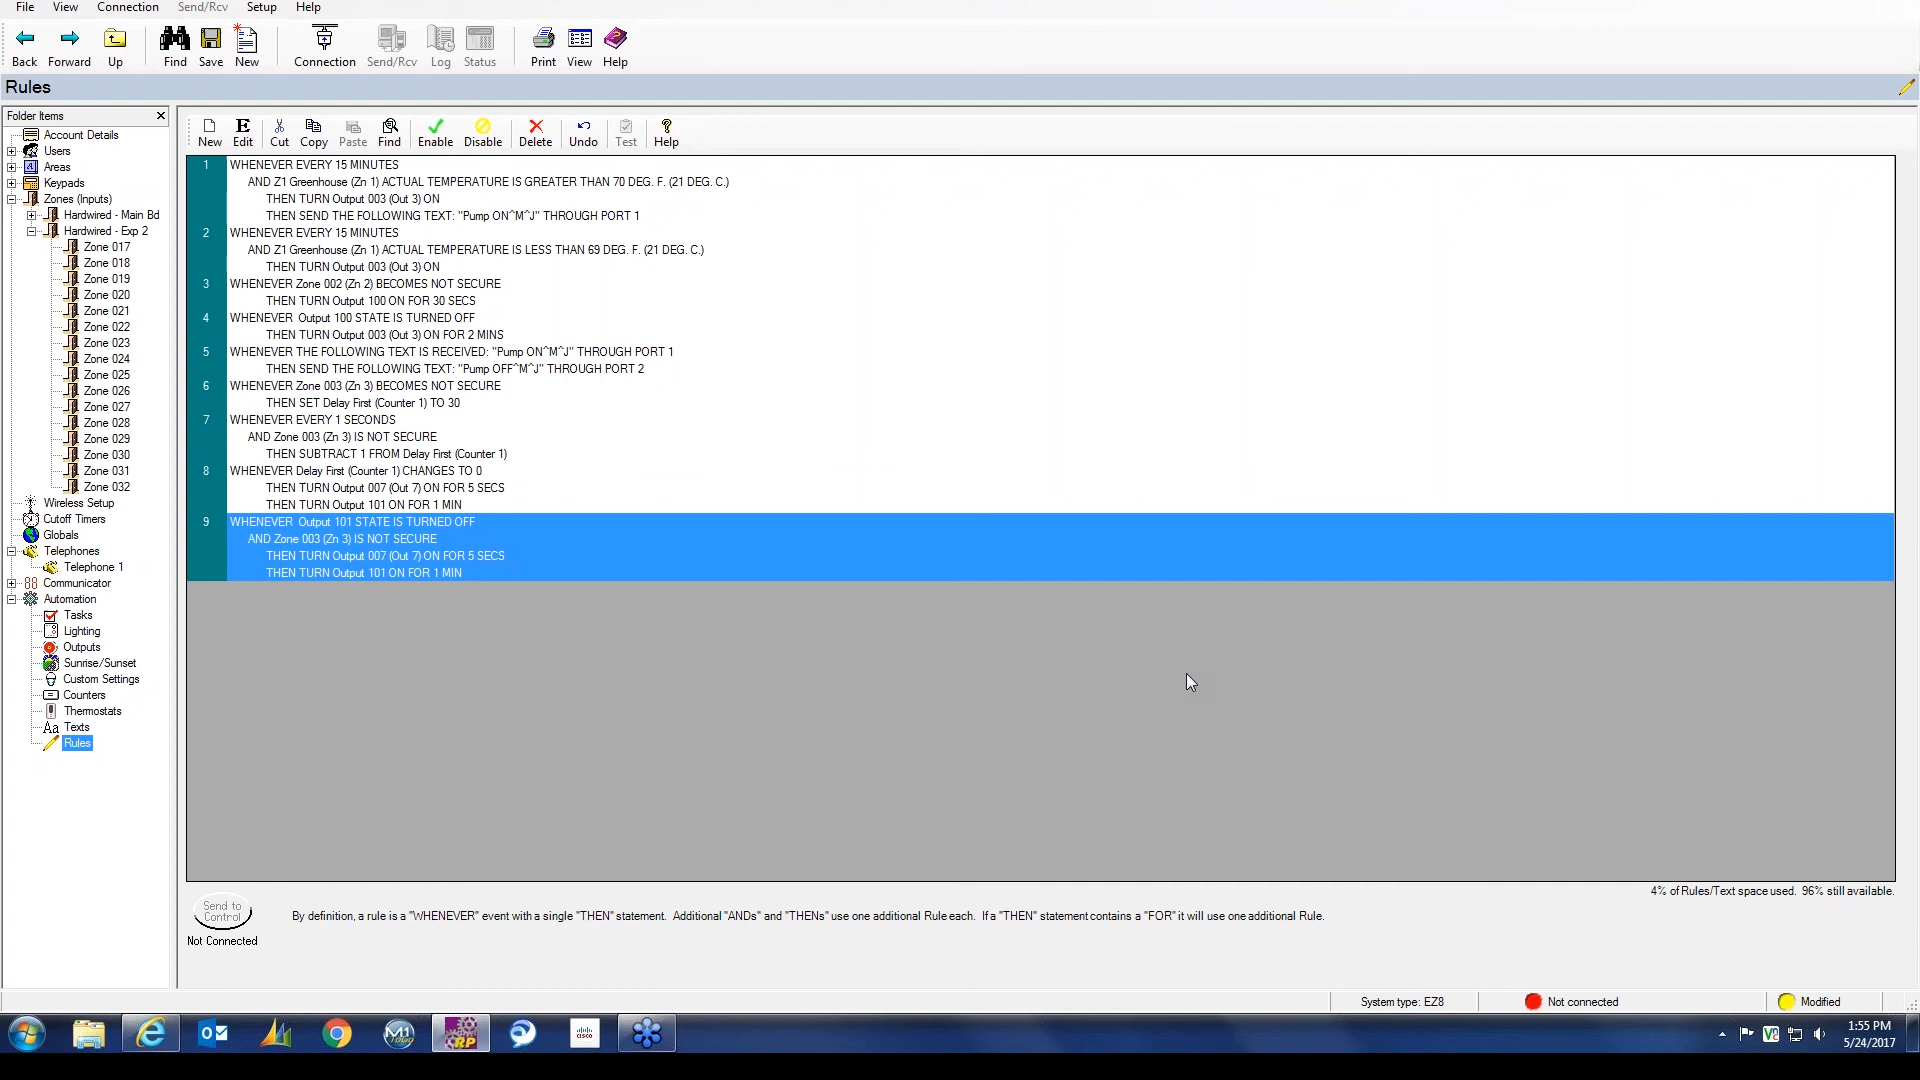 File View Connection Send/Rcv Setup Help
Back Forward Up Find Save New Connection Send/Rcv Log Status Print View Help
Rules
Folder Items
Account Details
Users
Areas
Keypads
Zones (Inputs)
Hardwired - Main Bd
Hardwired - Exp 2
Zone 017
Zone 018
Zone 019
Zone 020
Zone 021
Zone 022
Zone 023
Zone 024
Zone 025
Zone 026
Zone 027
Zone 028
Zone 029
Zone 030
Zone 031
Zone 032
Wireless Setup
Cutoff Timers
Globals
Telephones
Telephone 1
Communicator
Automation
Tasks
Lighting
Outputs
Sunrise/Sunset
Custom Settings
Counters
Thermostats
Aa Texts
Rules
New Edit Cut Copy Paste Find Enable Disable Delete Undo Test Help
1 WHENEVER EVERY 15 MINUTES
AND Z1 Greenhouse (Zn 1) ACTUAL TEMPERATURE IS GREATER THAN 70 DEG. F. (21 DEG. C.)
THEN TURN Output 003 (Out 3) ON
THEN SEND THE FOLLOWING TEXT: "Pump ON^M^J" THROUGH PORT 1
2 WHENEVER EVERY 15 MINUTES
AND Z1 Greenhouse (Zn 1) ACTUAL TEMPERATURE IS LESS THAN 69 DEG. F. (21 DEG. C.)
THEN TURN Output 003 (Out 3) ON
3 WHENEVER Zone 002 (Zn 2) BECOMES NOT SECURE
THEN TURN Output 100 ON FOR 30 SECS
4 WHENEVER Output 100 STATE IS TURNED OFF
THEN TURN Output 003 (Out 3) ON FOR 2 MINS
5 WHENEVER THE FOLLOWING TEXT IS RECEIVED: "Pump ON^M^J" THROUGH PORT 1
THEN SEND THE FOLLOWING TEXT: "Pump OFF^M^J" THROUGH PORT 2
6 WHENEVER Zone 003 (Zn 3) BECOMES NOT SECURE
THEN SET Delay First (Counter 1) TO 30
7 WHENEVER EVERY 1 SECONDS
AND Zone 003 (Zn 3) IS NOT SECURE
THEN SUBTRACT 1 FROM Delay First (Counter 1)
8 WHENEVER Delay First (Counter 1) CHANGES TO 0
THEN TURN Output 007 (Out 7) ON FOR 5 SECS
THEN TURN Output 101 ON FOR 1 MIN
9 WHENEVER Output 101 STATE IS TURNED OFF
AND Zone 003 (Zn 3) IS NOT SECURE
THEN TURN Output 007 (Out 7) ON FOR 5 SECS
THEN TURN Output 101 ON FOR 1 MIN
4% of Rules/Text space used. 96% still available.
Send to
Control
Not Connected
By definition, a rule is a "WHENEVER" event with a single "THEN" statement. Additional "ANDs" and "THENs" use one additional Rule each. If a "THEN" statement contains a "FOR" it will use one additional Rule.
System type: EZ8 Not connected Modified
1:55 PM
5/24/2017